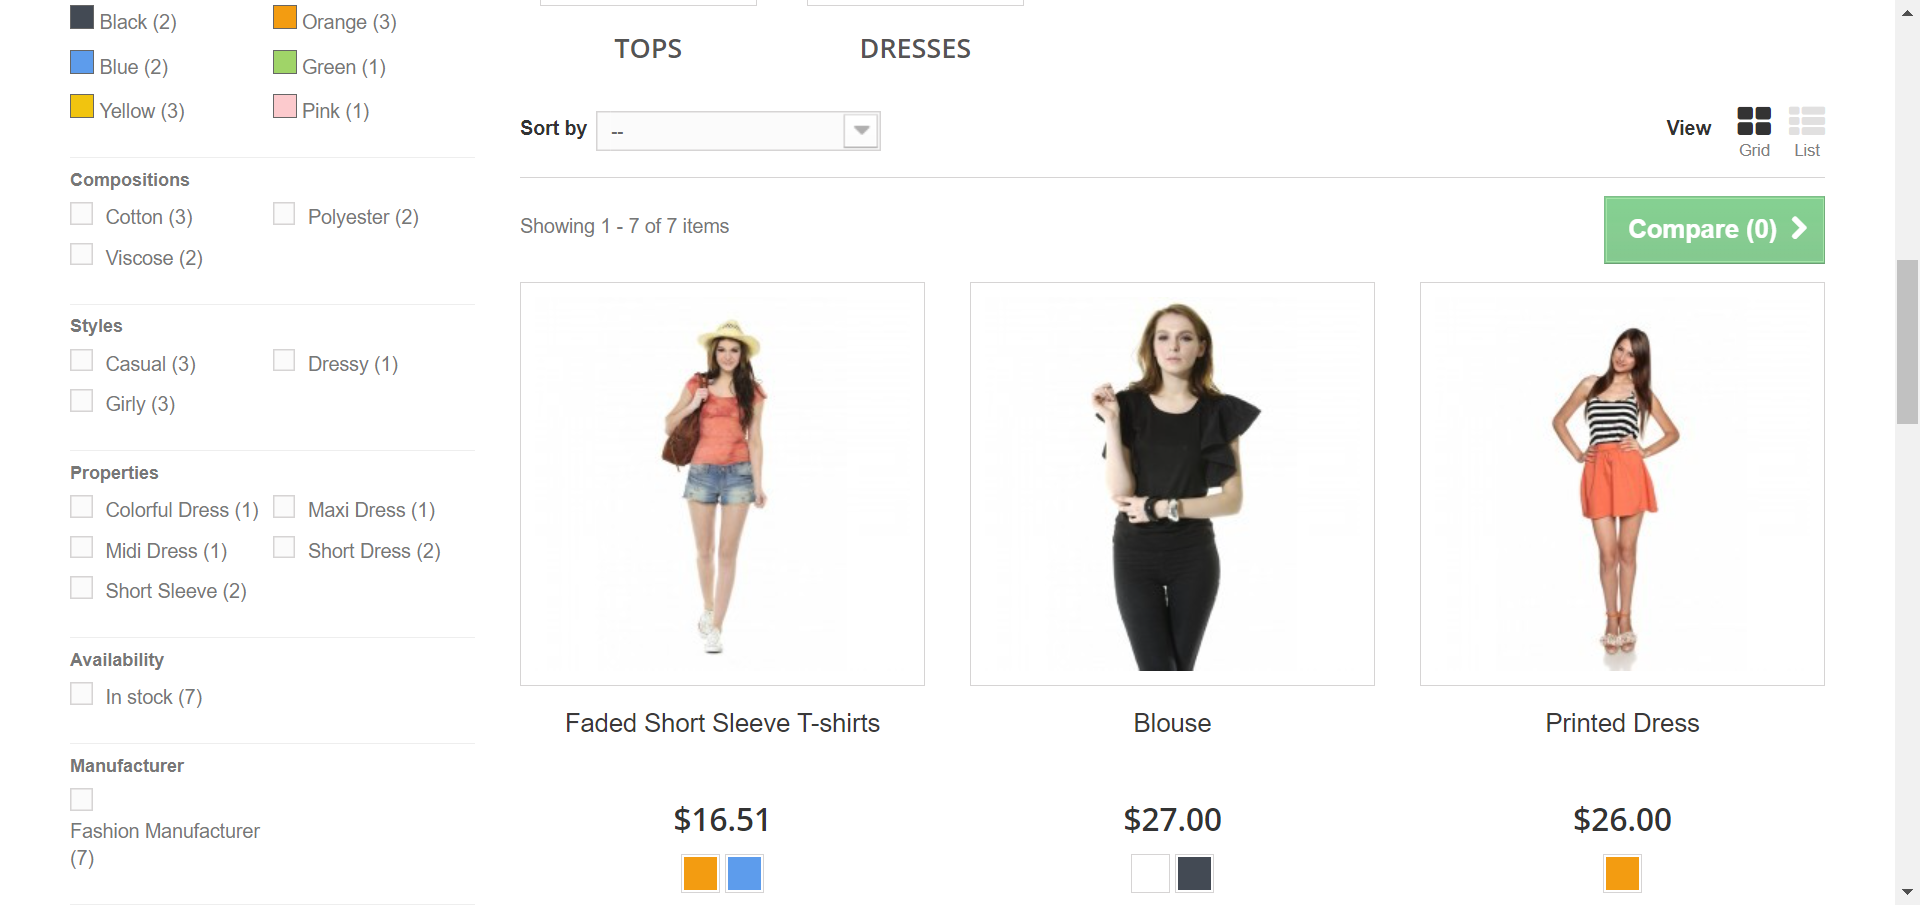 Black (2)
Orange (3)
Blue (2)
Green (1)
Yellow (3)
Pink (1)
Compositions
Cotton (3)
Polyester (2)
Viscose (2)
Styles
Casual (3)
Dressy (1)
Girly (3)
Properties
Colorful Dress (1)
Maxi Dress (1)
Midi Dress (1)
Short Dress (2)
Short Sleeve (2)
Availability
In stock (7)
Manufacturer
Fashion Manufacturer
(7)
TOPS
DRESSES
Sort by
--
View
Grid
List
Showing 1 - 7 of 7 items
Compare (0)
Faded Short Sleeve T-shirts
Blouse
Printed Dress
$16.51
$27.00
$26.00